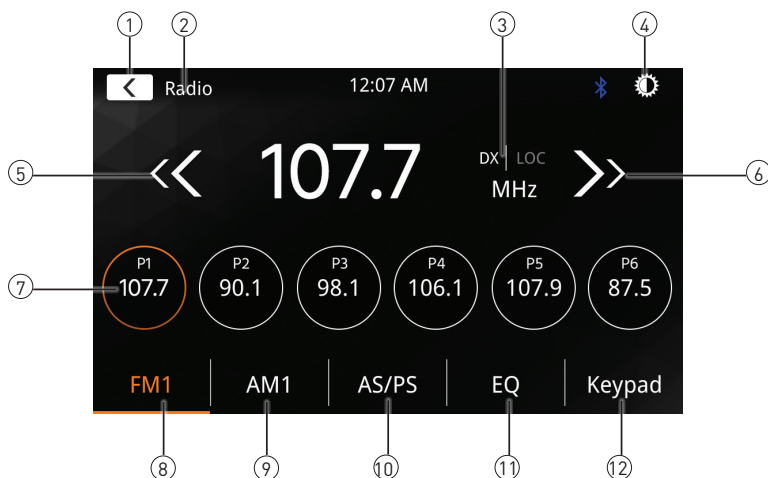 1 2 3 4
Radio 12:07 AM
107.7 DX LOC
MHz
5 6
P1 P2 P3 P4 P5 P6
107.7 90.1 98.1 106.1 107.9 87.5
7
FM1 AM1 AS/PS EQ Keypad
8 9 10 11 12